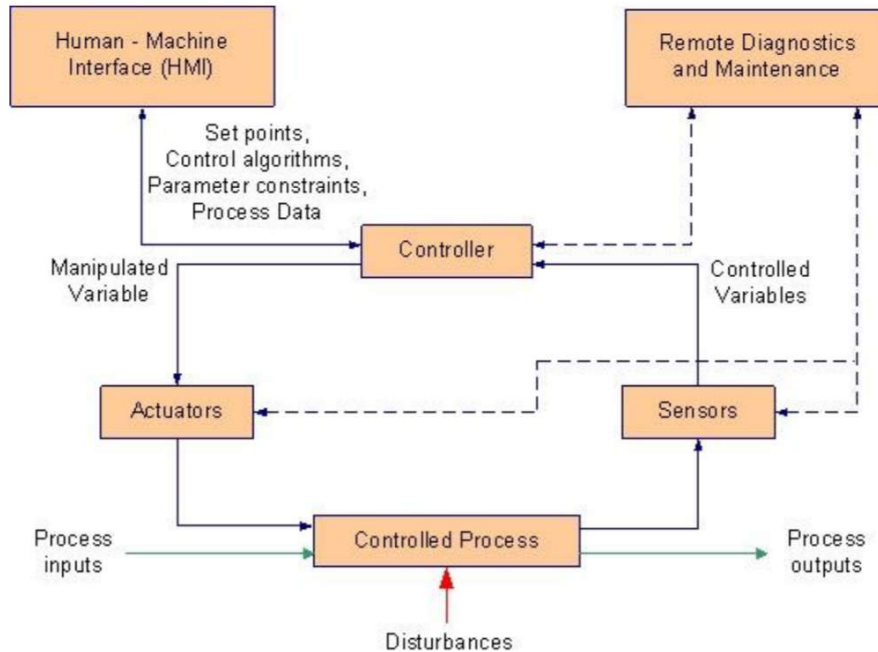 Human - Machine
Interface (HMI)
Remote Diagnostics
and Maintenance
Set points,
Control algorithms,
Parameter constraints,
Process Data
Controller
Manipulated
Variable
Controlled
Variables
Actuators
Sensors
Process
inputs
Controlled Process
Process
outputs
Disturbances